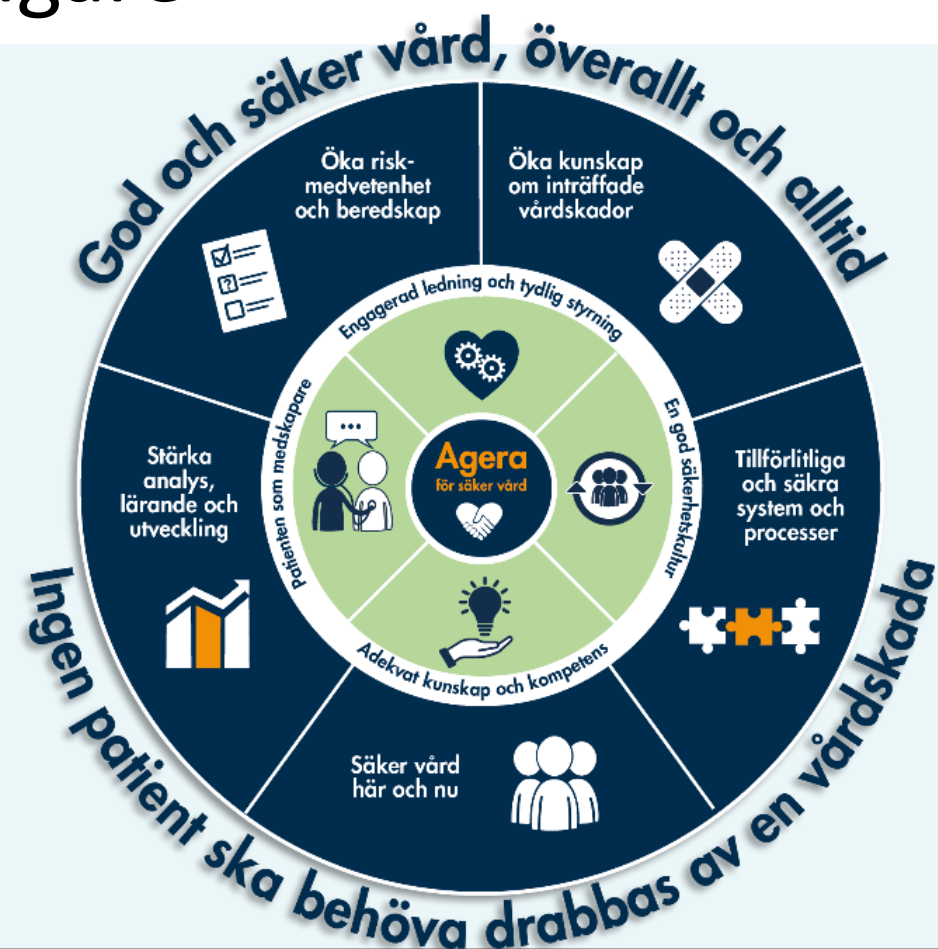 God och säker vård, överallt och alltid
Öka risk-
medvetenhet
och beredskap
Öka kunskap
om inträffade
vårdskador
Engagerad ledning och tydlig styrning
Patienten som medskapare
En god säkerhetskultur
Agera
för säker vård
Stärka
analys,
lärande och
utveckling
Tillförlitliga
och säkra
system och
processer
?
...
Adekvat kunskap och kompetens
Säker vård
här och nu
Ingen patient ska behöva drabbas av en vårdskada